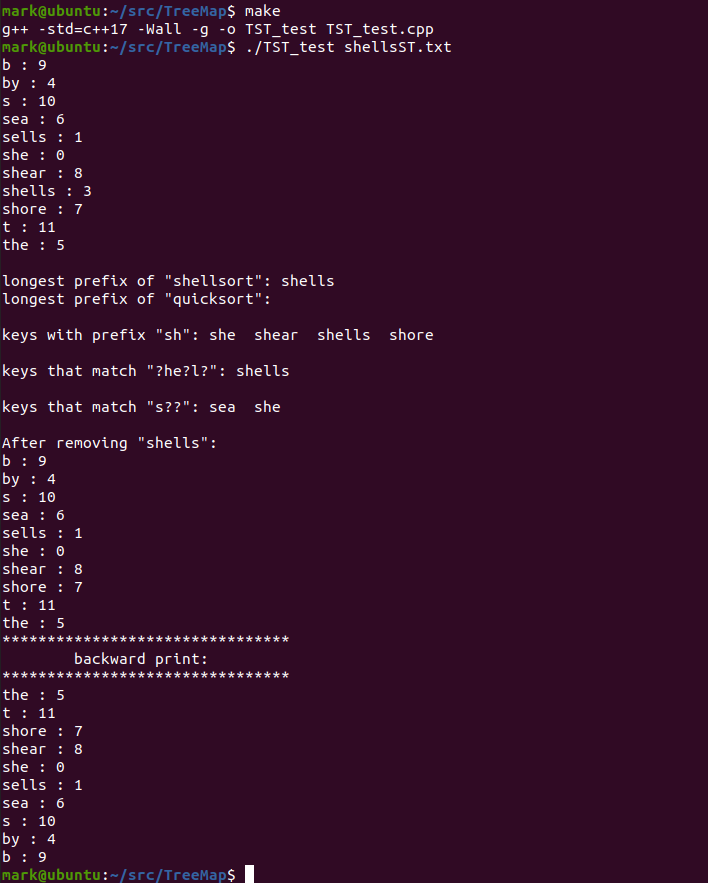 mark@ubuntu:~/src/TreeMap$ make
g++ -std=c++17 -Wall -g -o TST_test TST_test.cpp
mark@ubuntu:~/src/TreeMap$ ./TST_test shellsST.txt
b : 9
by : 4
s : 10
sea : 6
sells : 1
she : 0
shear : 8
shells : 3
shore : 7
t : 11
the : 5

longest prefix of "shellsort": shells
longest prefix of "quicksort":

keys with prefix "sh": she  shear  shells  shore

keys that match "?he?l?": shells

keys that match "s??": sea  she

After removing "shells":
b : 9
by : 4
s : 10
sea : 6
sells : 1
she : 0
shear : 8
shore : 7
t : 11
the : 5
********************************
        backward print:
********************************
the : 5
t : 11
shore : 7
shear : 8
she : 0
sells : 1
sea : 6
s : 10
by : 4
b : 9
mark@ubuntu:~/src/TreeMap$